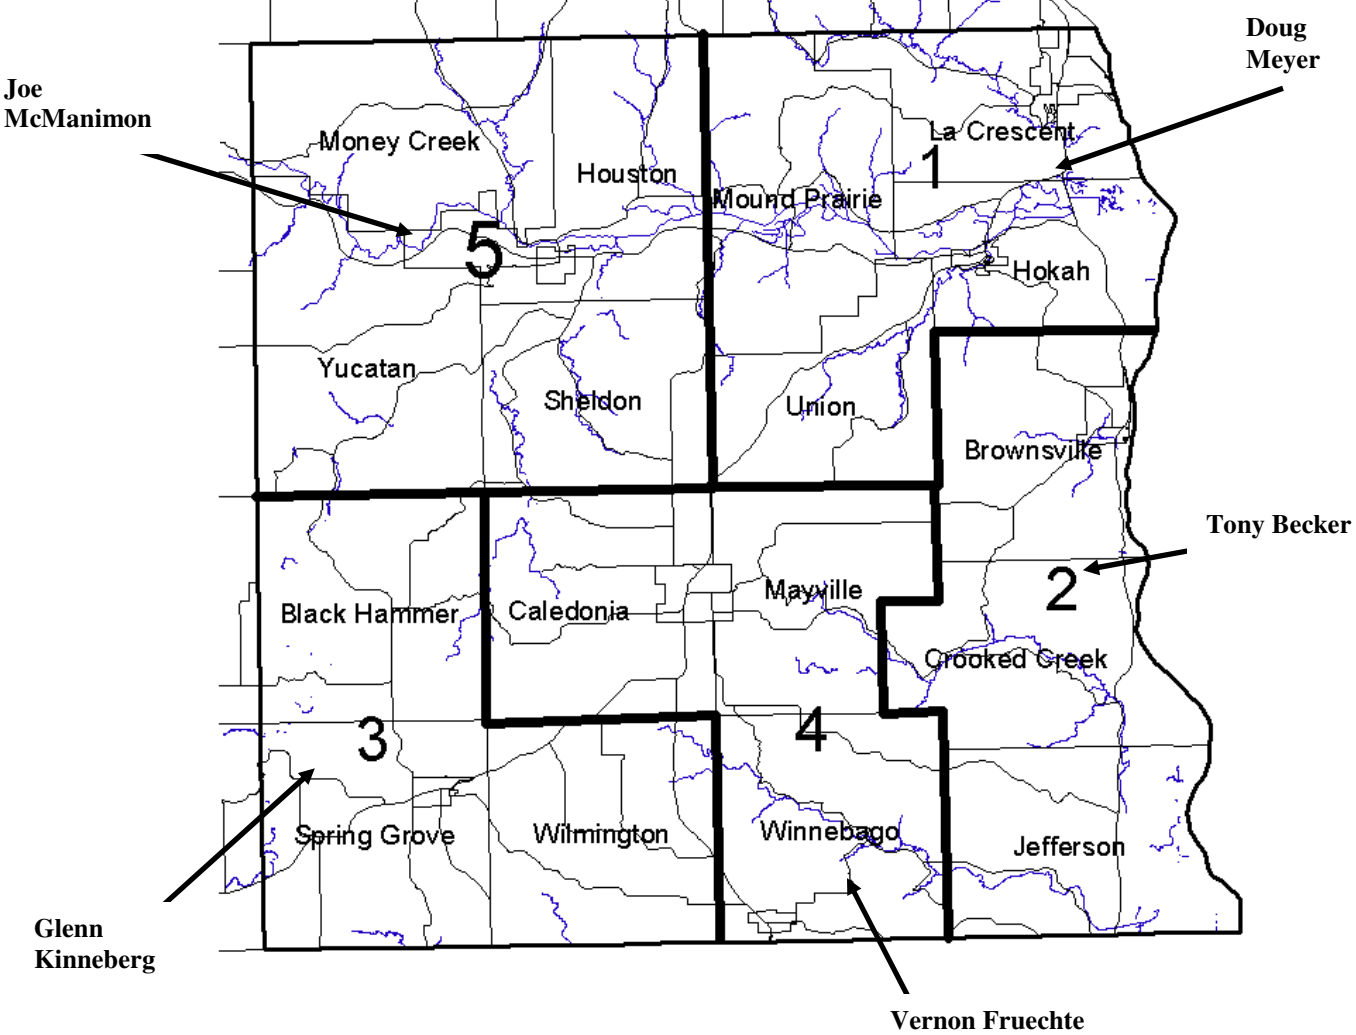 Doug
Meyer
Joe
McManimon
Money Creek
La Crescent
1
Houston
Mound Prairie
5
Hokah
Yucatan
Sheldon
Union
Brownsville
Tony Becker
2
Mayville
Black Hammer
Caledonia
Crooked Creek
3
4
Spring Grove
Wilmington
Winnebago
Jefferson
Glenn
Kinneberg
Vernon Fruechte